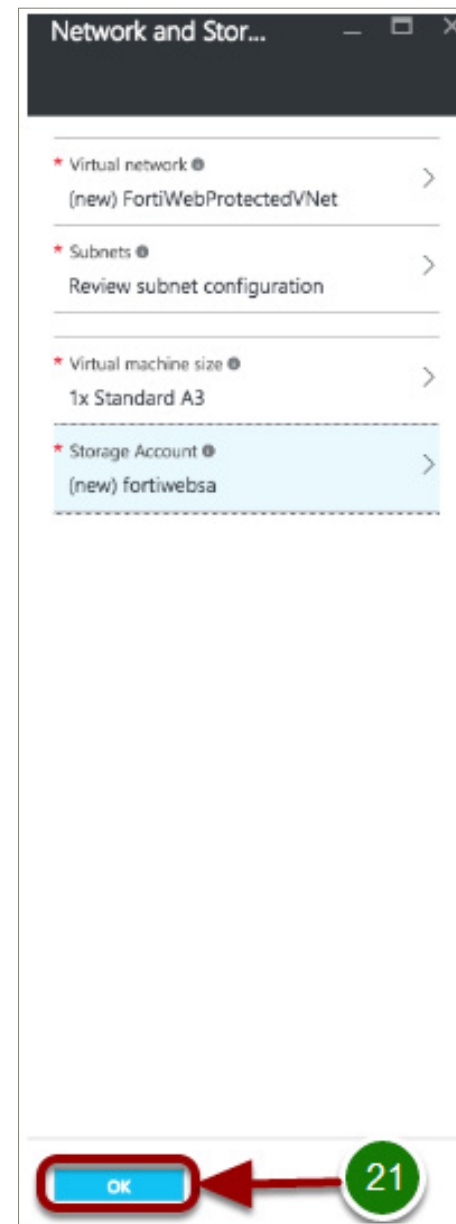 Network and Stor...
* Virtual network
(new) FortiWebProtectedVNet
* Subnets
Review subnet configuration
* Virtual machine size
1x Standard A3
* Storage Account
(new) fortiwebsa
OK
21